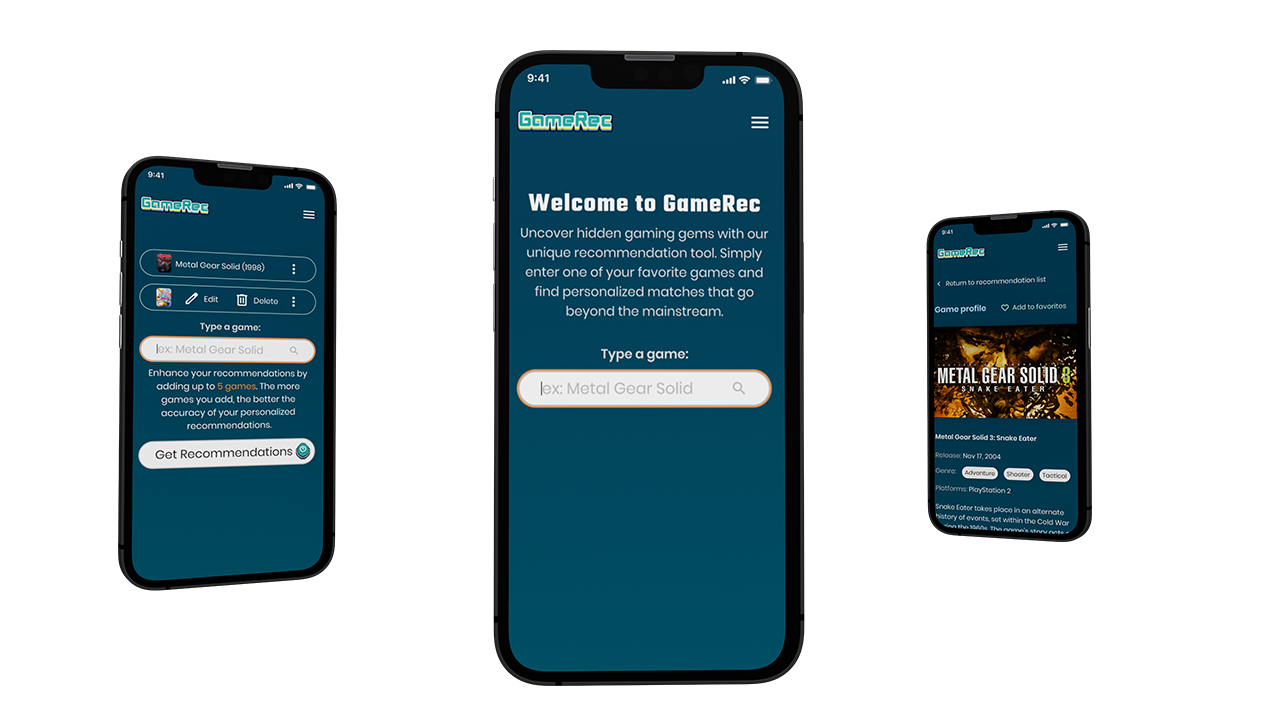 9:41
GameRec
Metal Gear Solid (1998)
Edit
Delete
Type a game:
ex: Metal Gear Solid
Enhance your recommendations by
adding up to 5 games. The more
games you add, the better the
accuracy of your personalized
recommendations.
Get Recommendations
9:41
GameRec
Welcome to GameRec
Uncover hidden gaming gems with our
unique recommendation tool. Simply
enter one of your favorite games and
find personalized matches that go
beyond the mainstream.
Type a game:
ex: Metal Gear Solid
9:41
GameRec
Return to recommendation list
Game profile
Add to favorites
METAL GEAR SOLID 3
SNAKE EATER
Metal Gear Solid 3: Snake Eater
Release: Nov 17, 2004
Genre: Adventure Shooter Tactical
Platforms: PlayStation 2
Snake Eater takes place in an alternate
history of events, set within the Cold War
the 1960s. The game's story